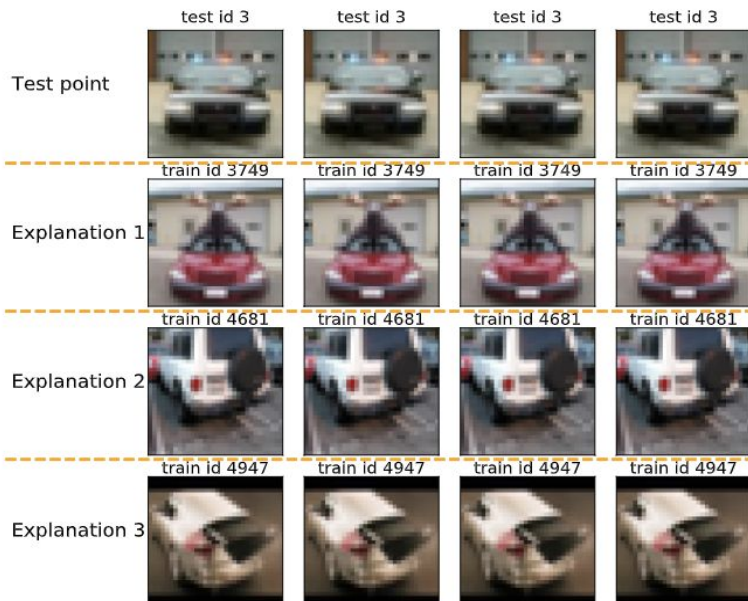 test id 3 test id 3 test id 3 test id 3
Test point
train id 3749 train id 3749 train id 3749 train id 3749
Explanation 1
train id 4681 train id 4681 train id 4681 train id 4681
Explanation 2
train id 4947 train id 4947 train id 4947 train id 4947
Explanation 3